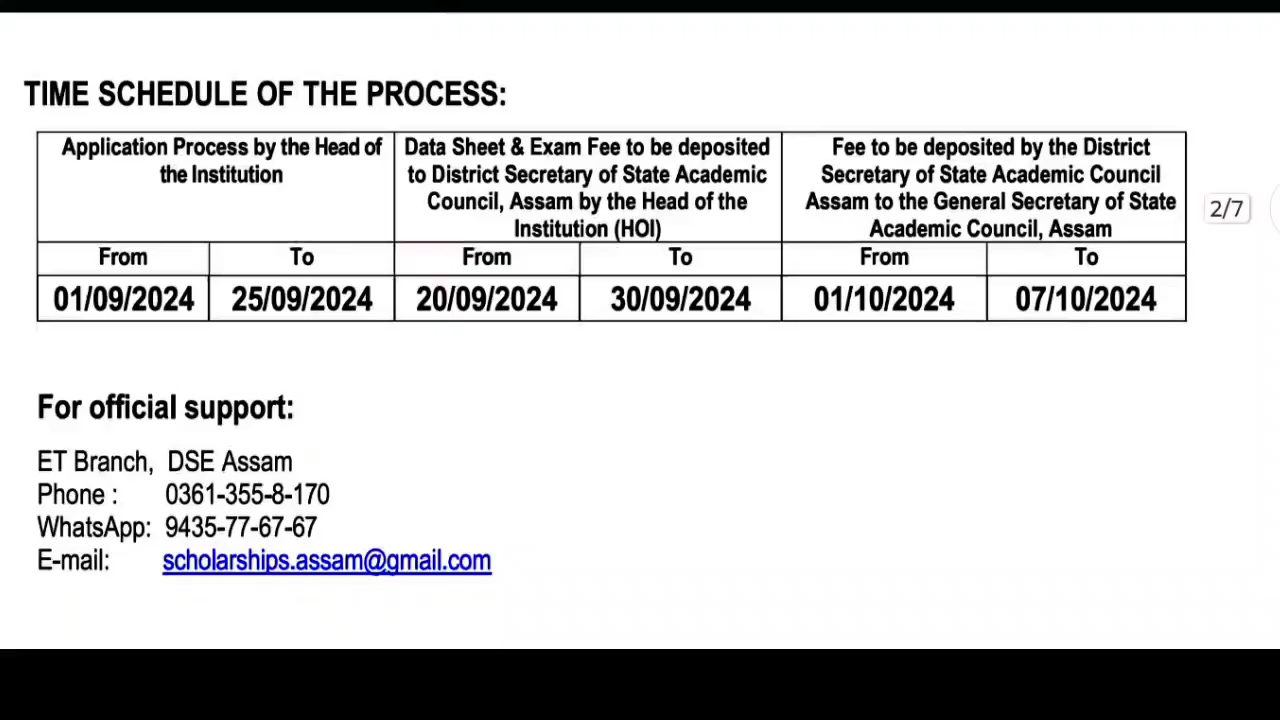 TIME SCHEDULE OF THE PROCESS:
Application Process by the Head of
the Institution
Data Sheet & Exam Fee to be deposited
to District Secretary of State Academic
Council, Assam by the Head of the
Institution (HOI)
Fee to be deposited by the District
Secretary of State Academic Council
Assam to the General Secretary of State
Academic Council, Assam
2/7
From To From To From To
01/09/2024 25/09/2024 20/09/2024 30/09/2024 01/10/2024 07/10/2024
For official support:
ET Branch, DSE Assam
Phone : 0361-355-8-170
WhatsApp: 9435-77-67-67
E-mail: scholarships.assam@gmail.com